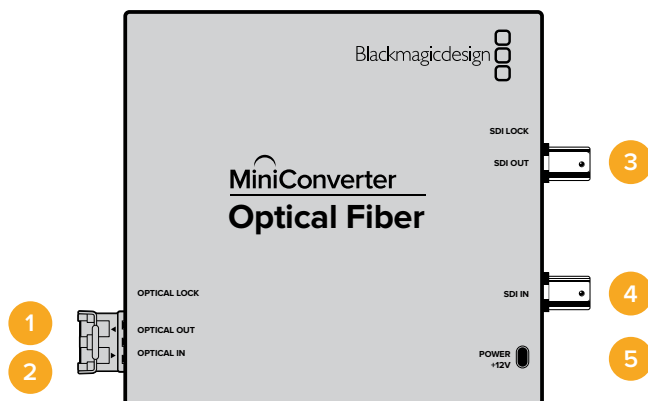 Blackmagicdesign
SDI LOCK
SDI OUT
3
MiniConverter
Optical Fiber
OPTICAL LOCK
SDI IN
4
1
OPTICAL OUT
OPTICAL IN
2
POWER
+12V
5